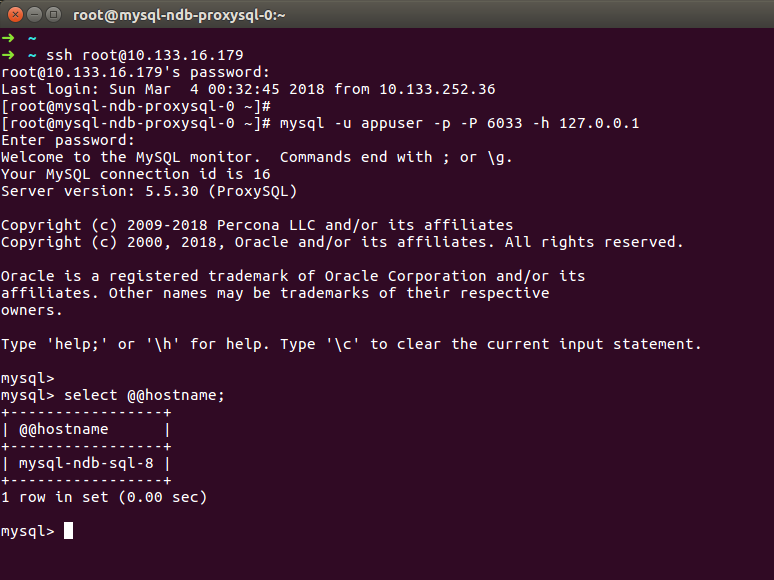 root@mysql-ndb-proxysql-0:~
➜ ~
➜ ~ ssh root@10.133.16.179
root@10.133.16.179's password:
Last login: Sun Mar  4 00:32:45 2018 from 10.133.252.36
[root@mysql-ndb-proxysql-0 ~]#
[root@mysql-ndb-proxysql-0 ~]# mysql -u appuser -p -P 6033 -h 127.0.0.1
Enter password:
Welcome to the MySQL monitor.  Commands end with ; or \g.
Your MySQL connection id is 16
Server version: 5.5.30 (ProxySQL)
Copyright (c) 2009-2018 Percona LLC and/or its affiliates
Copyright (c) 2000, 2018, Oracle and/or its affiliates. All rights reserved.
Oracle is a registered trademark of Oracle Corporation and/or its
affiliates. Other names may be trademarks of their respective
owners.
Type 'help;' or '\h' for help. Type '\c' to clear the current input statement.
mysql>
mysql> select @@hostname;
+-----------------+
| @@hostname      |
+-----------------+
| mysql-ndb-sql-8 |
+-----------------+
1 row in set (0.00 sec)
mysql>